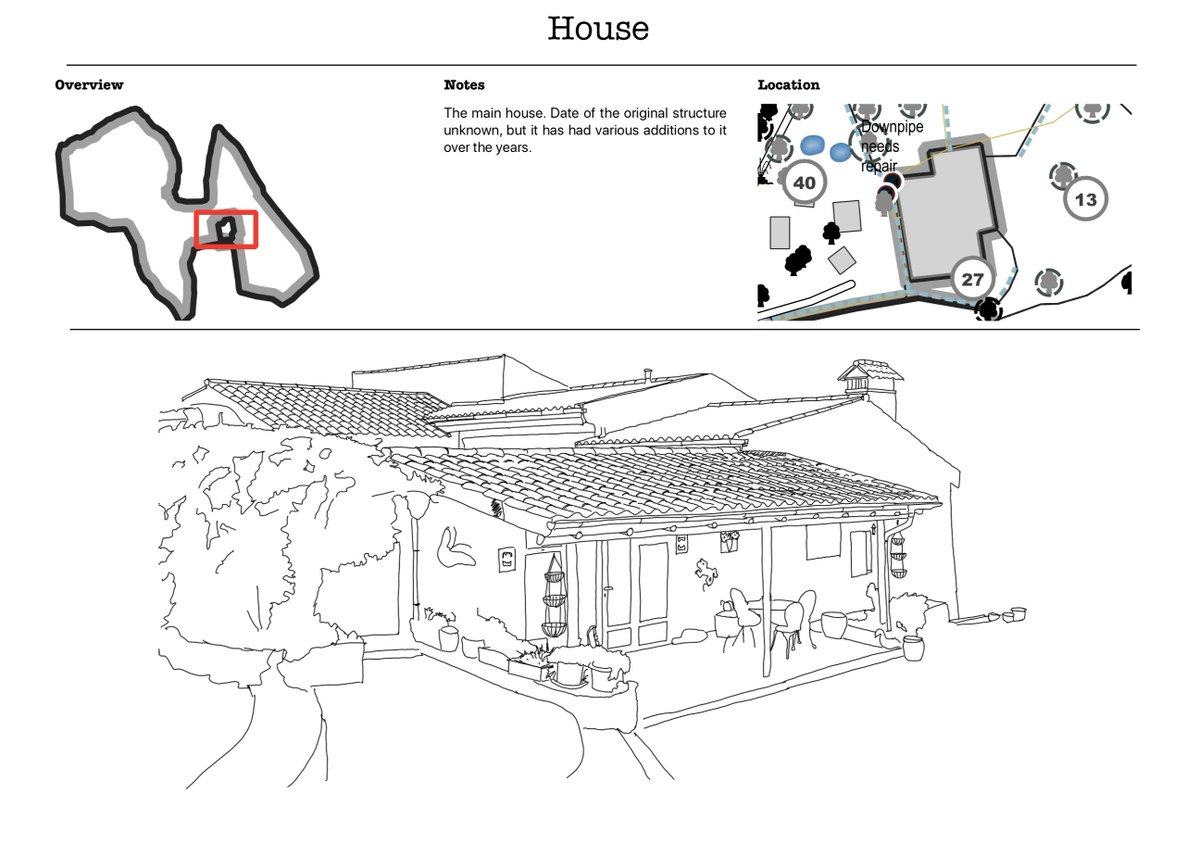 House
Overview
Notes
The main house. Date of the original structure
unknown, but it has had various additions to it
over the years.
Location
Downpipe
needs
repair
40
13
27